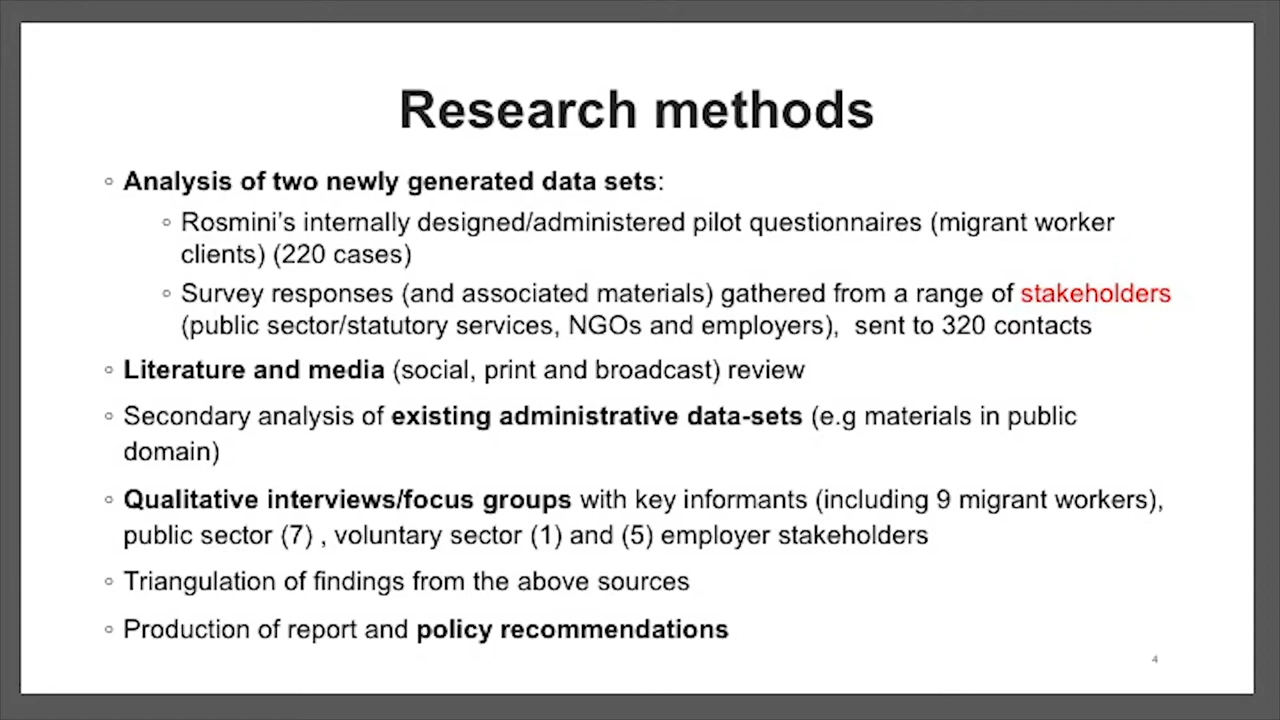 Research methods
◦ Analysis of two newly generated data sets:
◦ Rosmini's internally designed/administered pilot questionnaires (migrant worker
clients) (220 cases)
◦ Survey responses (and associated materials) gathered from a range of stakeholders
(public sector/statutory services, NGOs and employers),  sent to 320 contacts
◦ Literature and media (social, print and broadcast) review
◦ Secondary analysis of existing administrative data-sets (e.g materials in public
domain)
◦ Qualitative interviews/focus groups with key informants (including 9 migrant workers),
public sector (7) , voluntary sector (1) and (5) employer stakeholders
◦ Triangulation of findings from the above sources
◦ Production of report and policy recommendations
4